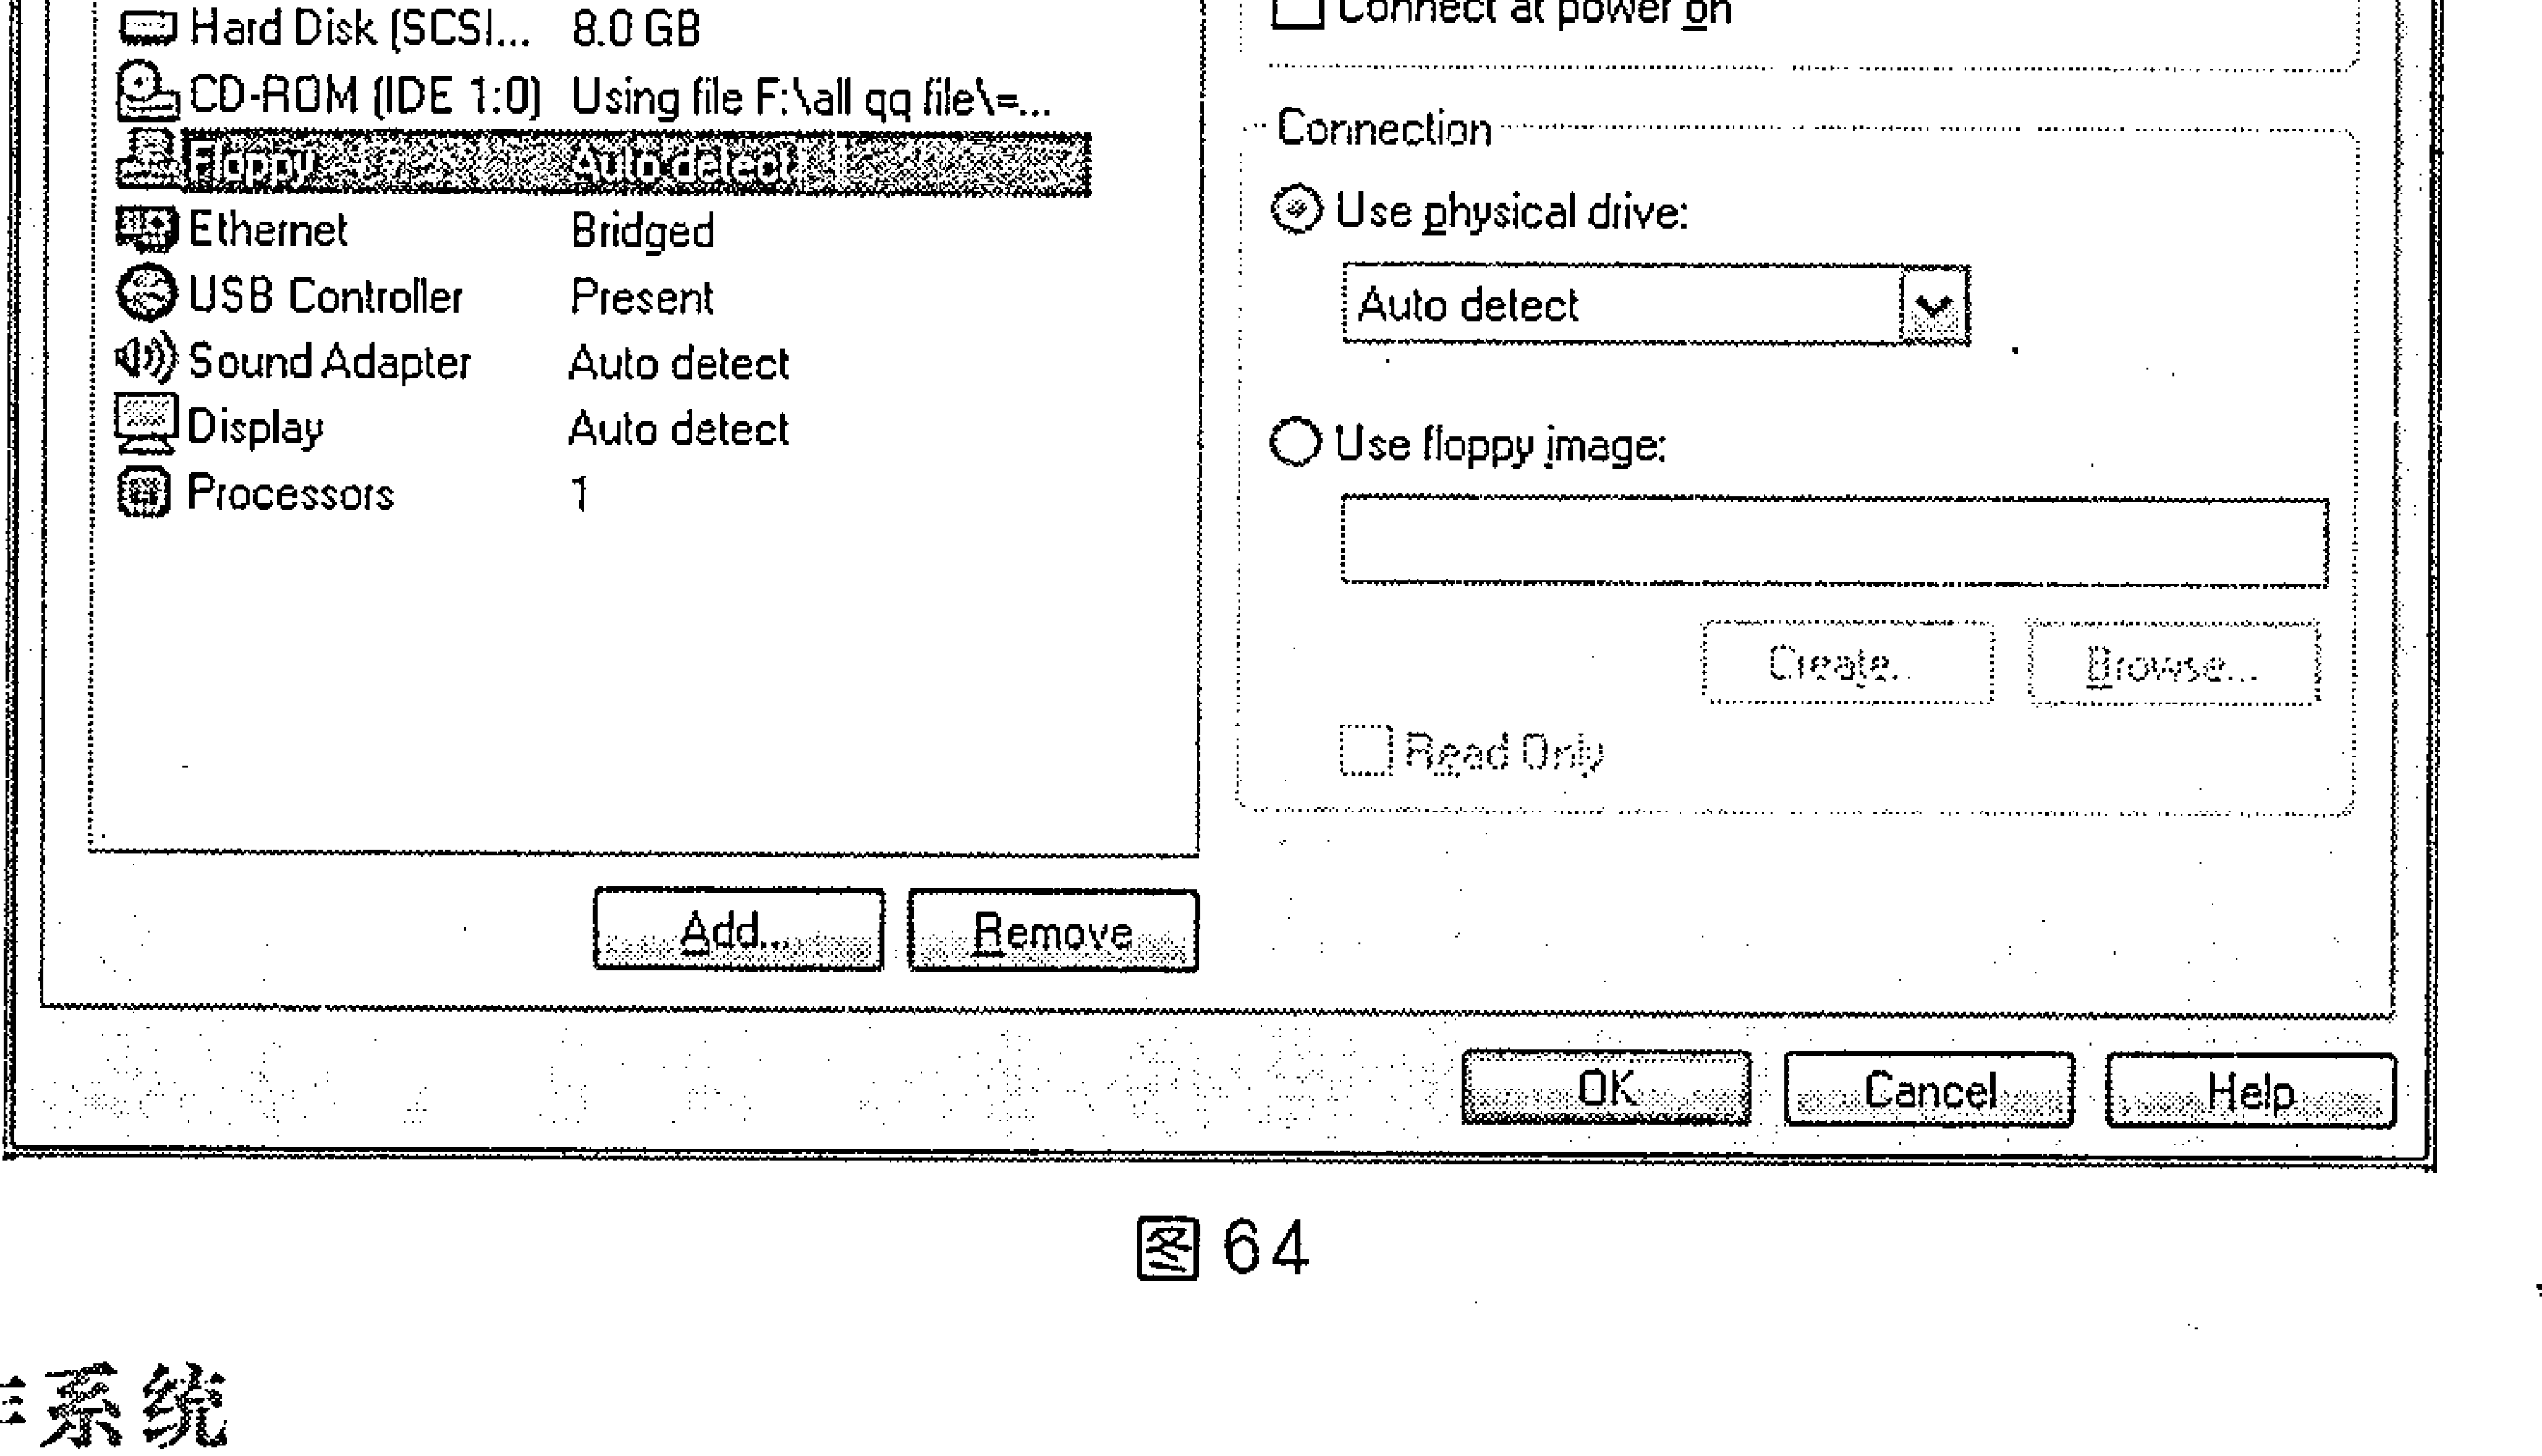 Hard Disk (SCSI... 8.0 GB
CD-ROM (IDE 1:0) Using file F:\all qq file\=...
Floppy Auto detect
Ethernet Bridged
USB Controller Present
Sound Adapter Auto detect
Display Auto detect
Processors 1
Add...
Remove
Connect at power on
Connection
Use physical drive:
Auto detect
Use floppy image:
Create...
Browse...
Read Only
OK
Cancel
Help
图 64
系统